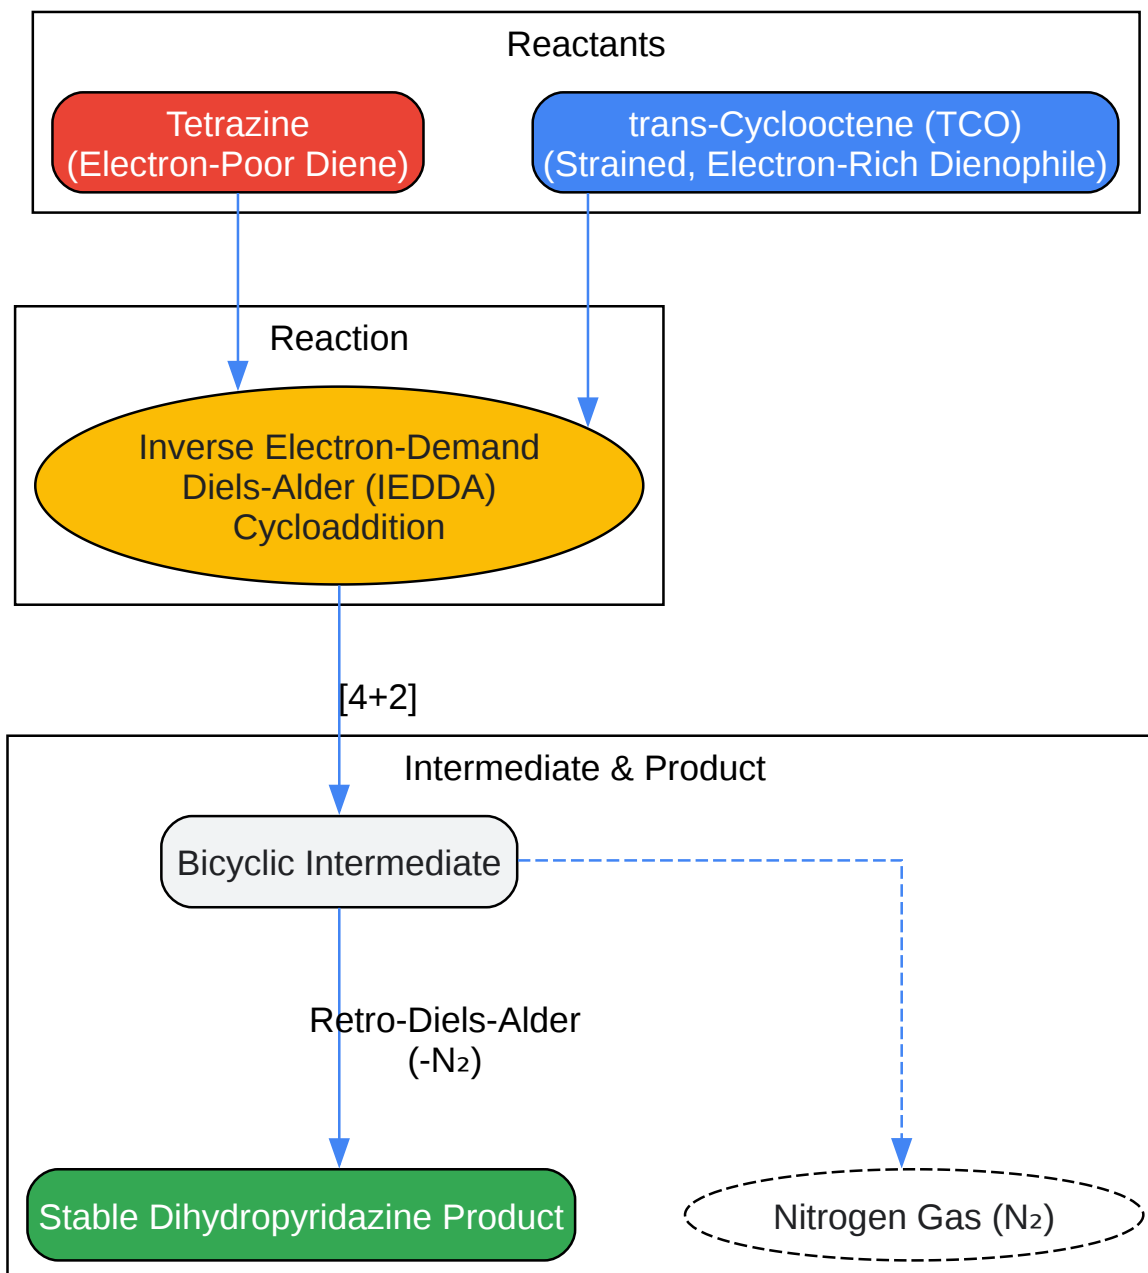 Reactants
Tetrazine
(Electron-Poor Diene)
trans-Cyclooctene (TCO)
(Strained, Electron-Rich Dienophile)
Reaction
Inverse Electron-Demand
Diels-Alder (IEDDA)
Cycloaddition
[4+2]
Intermediate & Product
Bicyclic Intermediate
Retro-Diels-Alder
(-N₂)
Stable Dihydropyridazine Product
Nitrogen Gas (N₂)